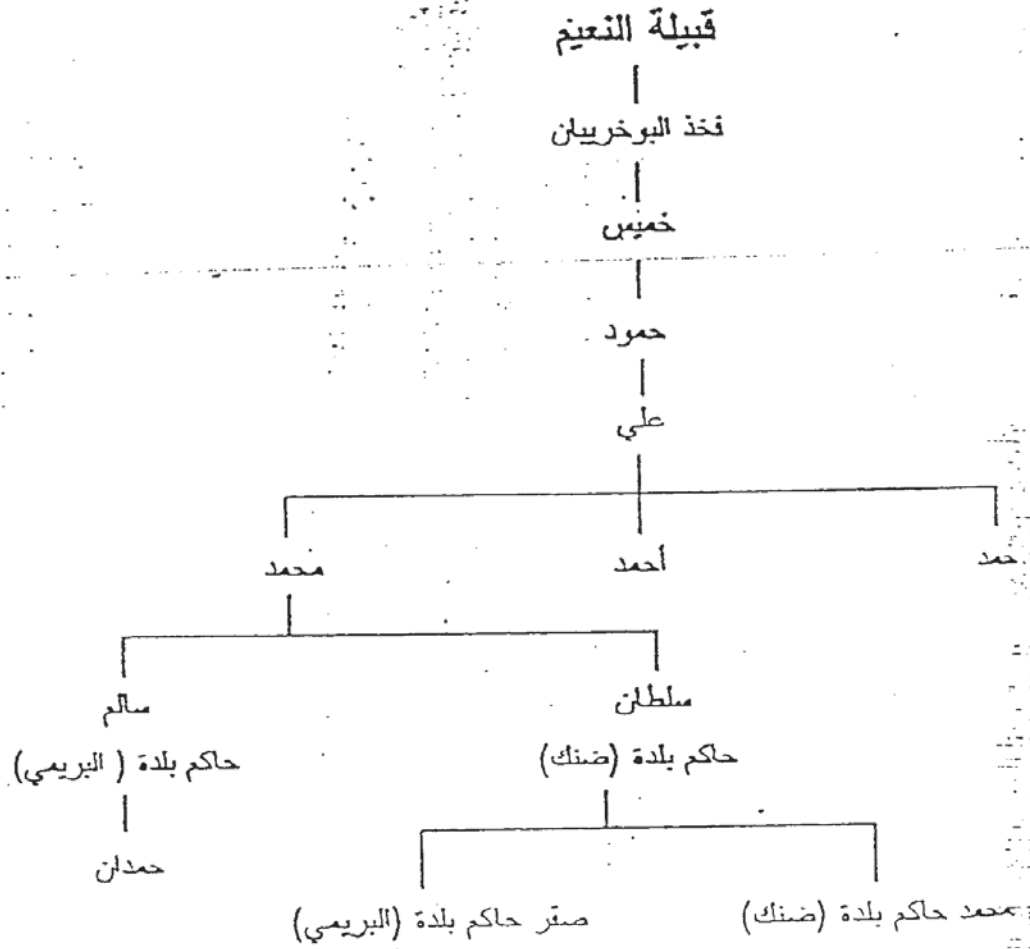 قبيلة النعيم
فخذ البوخريبان
خميس
حمود
علي
حمد
أحمد
محمد
سلطان
سالم
حاكم بلدة (ضنك)
حاكم بلدة (البريمي)
حمدان
محمد حاكم بلدة (ضنك)
صقر حاكم بلدة (البريمي)